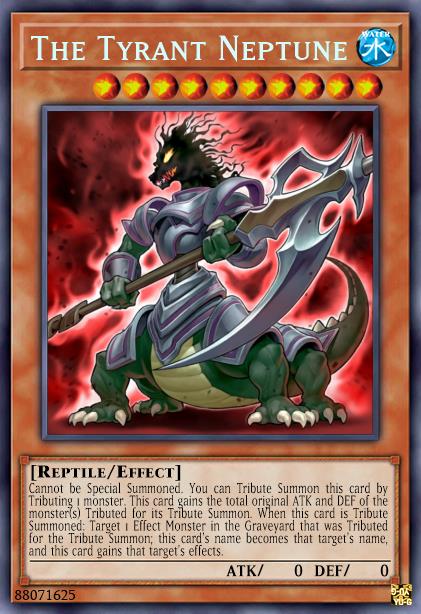 THE TYRANT NEPTUNE
WATER
水
[REPTILE/EFFECT]
Cannot be Special Summoned. You can Tribute Summon this card by
Tributing 1 monster. This card gains the total original ATK and DEF of the
monster(s) Tributed for its Tribute Summon. When this card is Tribute
Summoned: Target 1 Effect Monster in the Graveyard that was Tributed
for the Tribute Summon; this card's name becomes that target's name,
and this card gains that target's effects.
ATK/ 0 DEF/ 0
88071625